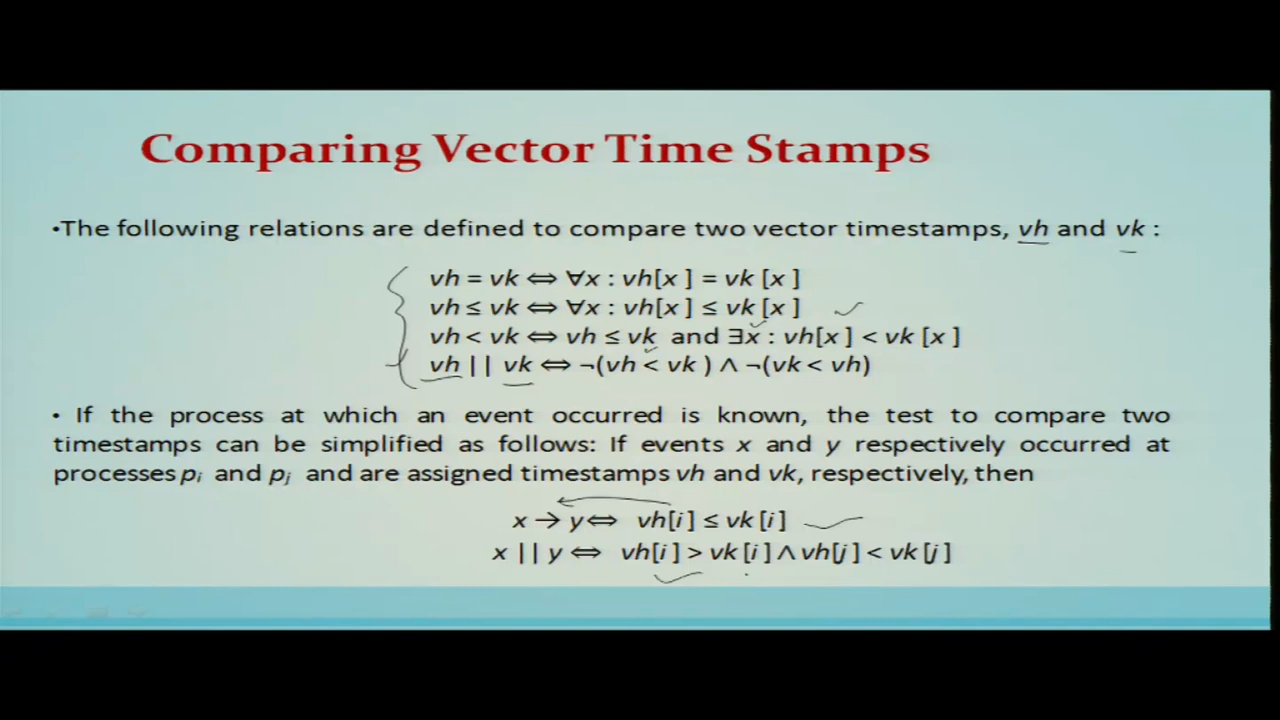 Comparing Vector Time Stamps
•The following relations are defined to compare two vector timestamps, vh and vk :
vh = vk ⇔ ∀x : vh[x ] = vk [x ]
vh ≤ vk ⇔ ∀x : vh[x ] ≤ vk [x ]
vh < vk ⇔ vh ≤ vk and ∃x : vh[x ] < vk [x ]
vh || vk ⇔ ¬(vh < vk ) ∧ ¬(vk < vh)
• If the process at which an event occurred is known, the test to compare two
timestamps can be simplified as follows: If events x and y respectively occurred at
processes pᵢ and pⱼ and are assigned timestamps vh and vk, respectively, then
x → y⇔ vh[i] ≤ vk [i]
x || y ⇔ vh[i] > vk [i] ∧ vh[j] < vk [j]